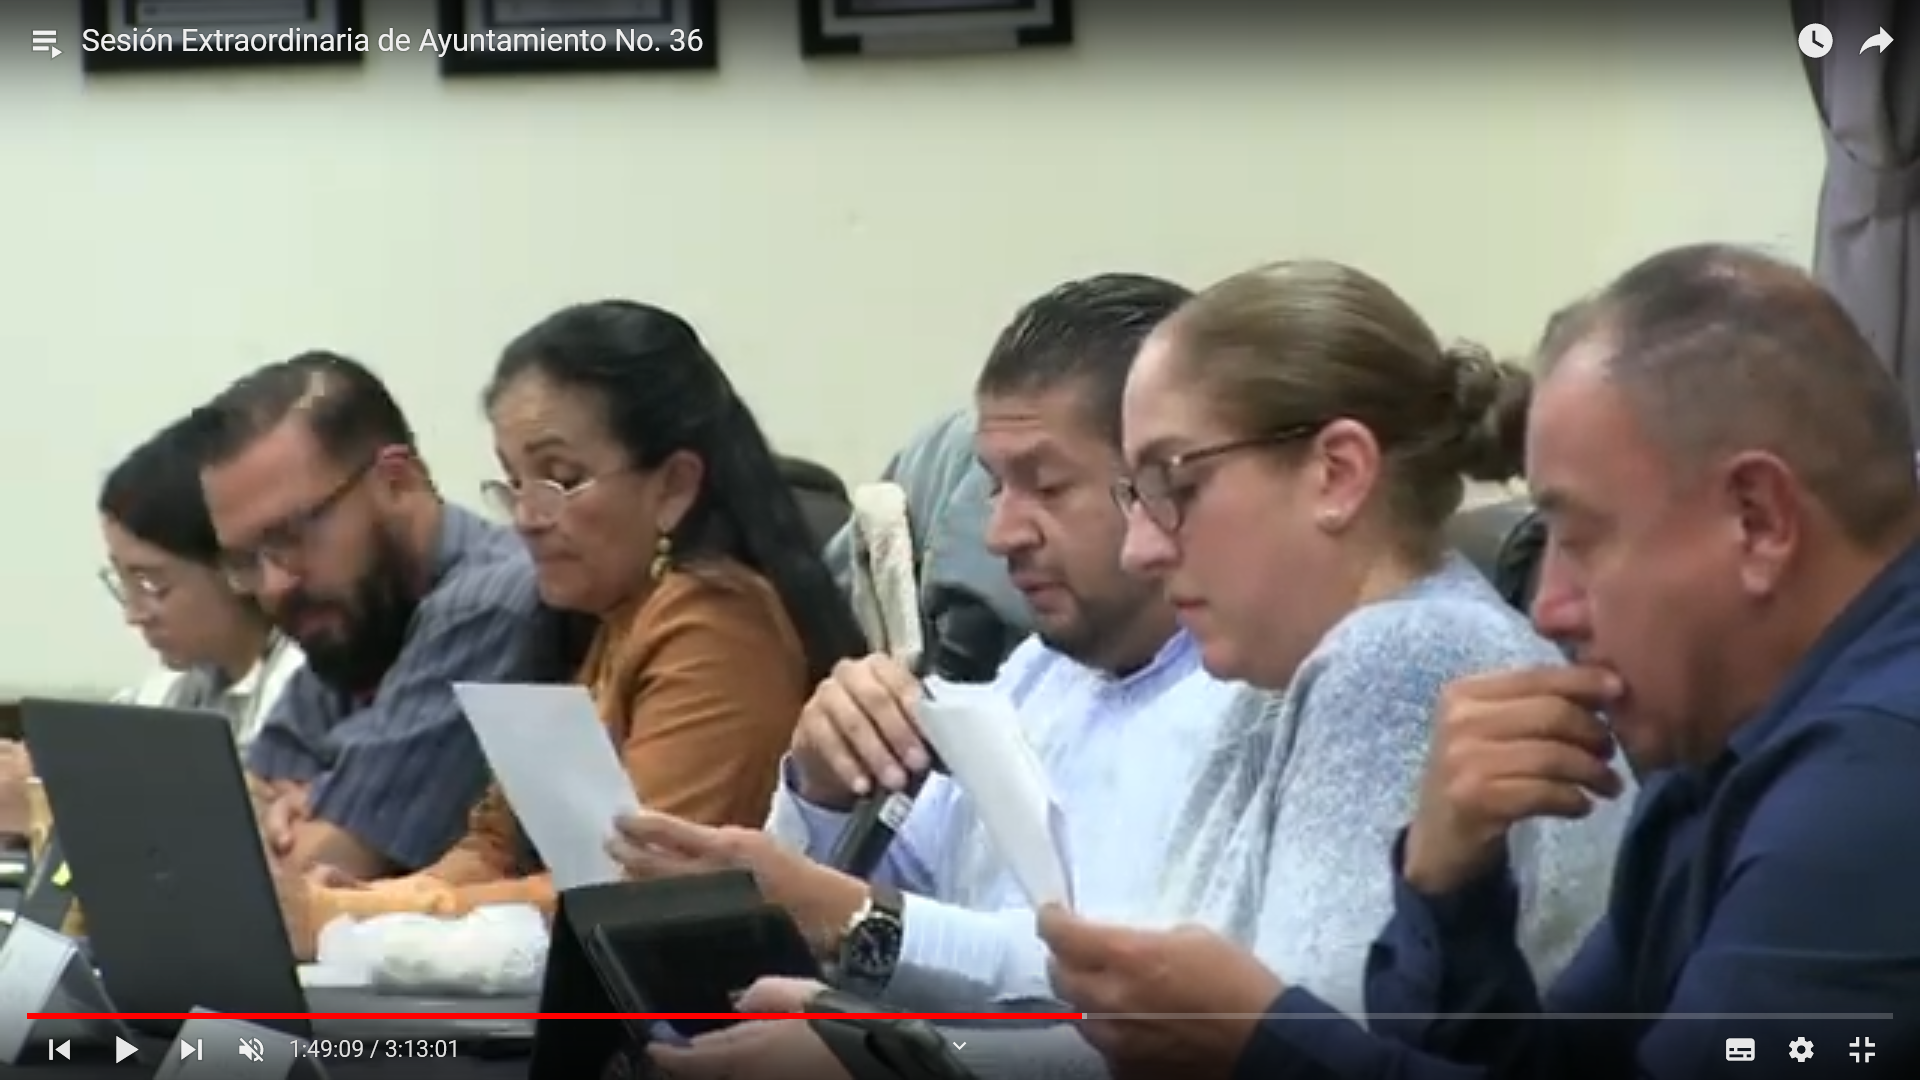 Sesión Extraordinaria de Ayuntamiento No. 36
1:49:09 / 3:13:01